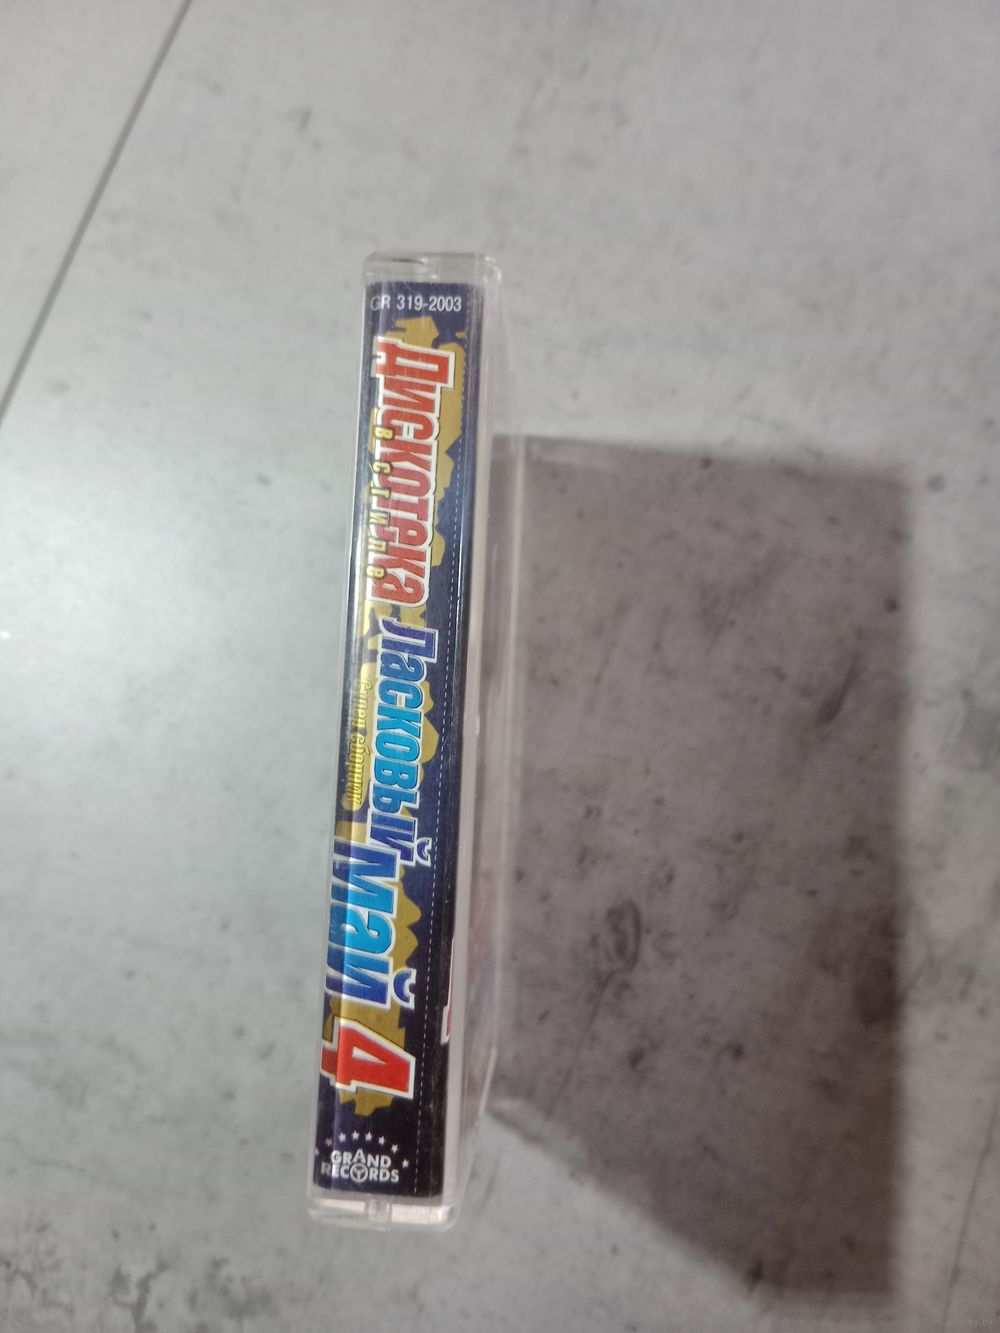 GR 319-2003
Дискотека
в стиле
Ласковый
Май 4
Супер сборник
GRAND
RECORDS